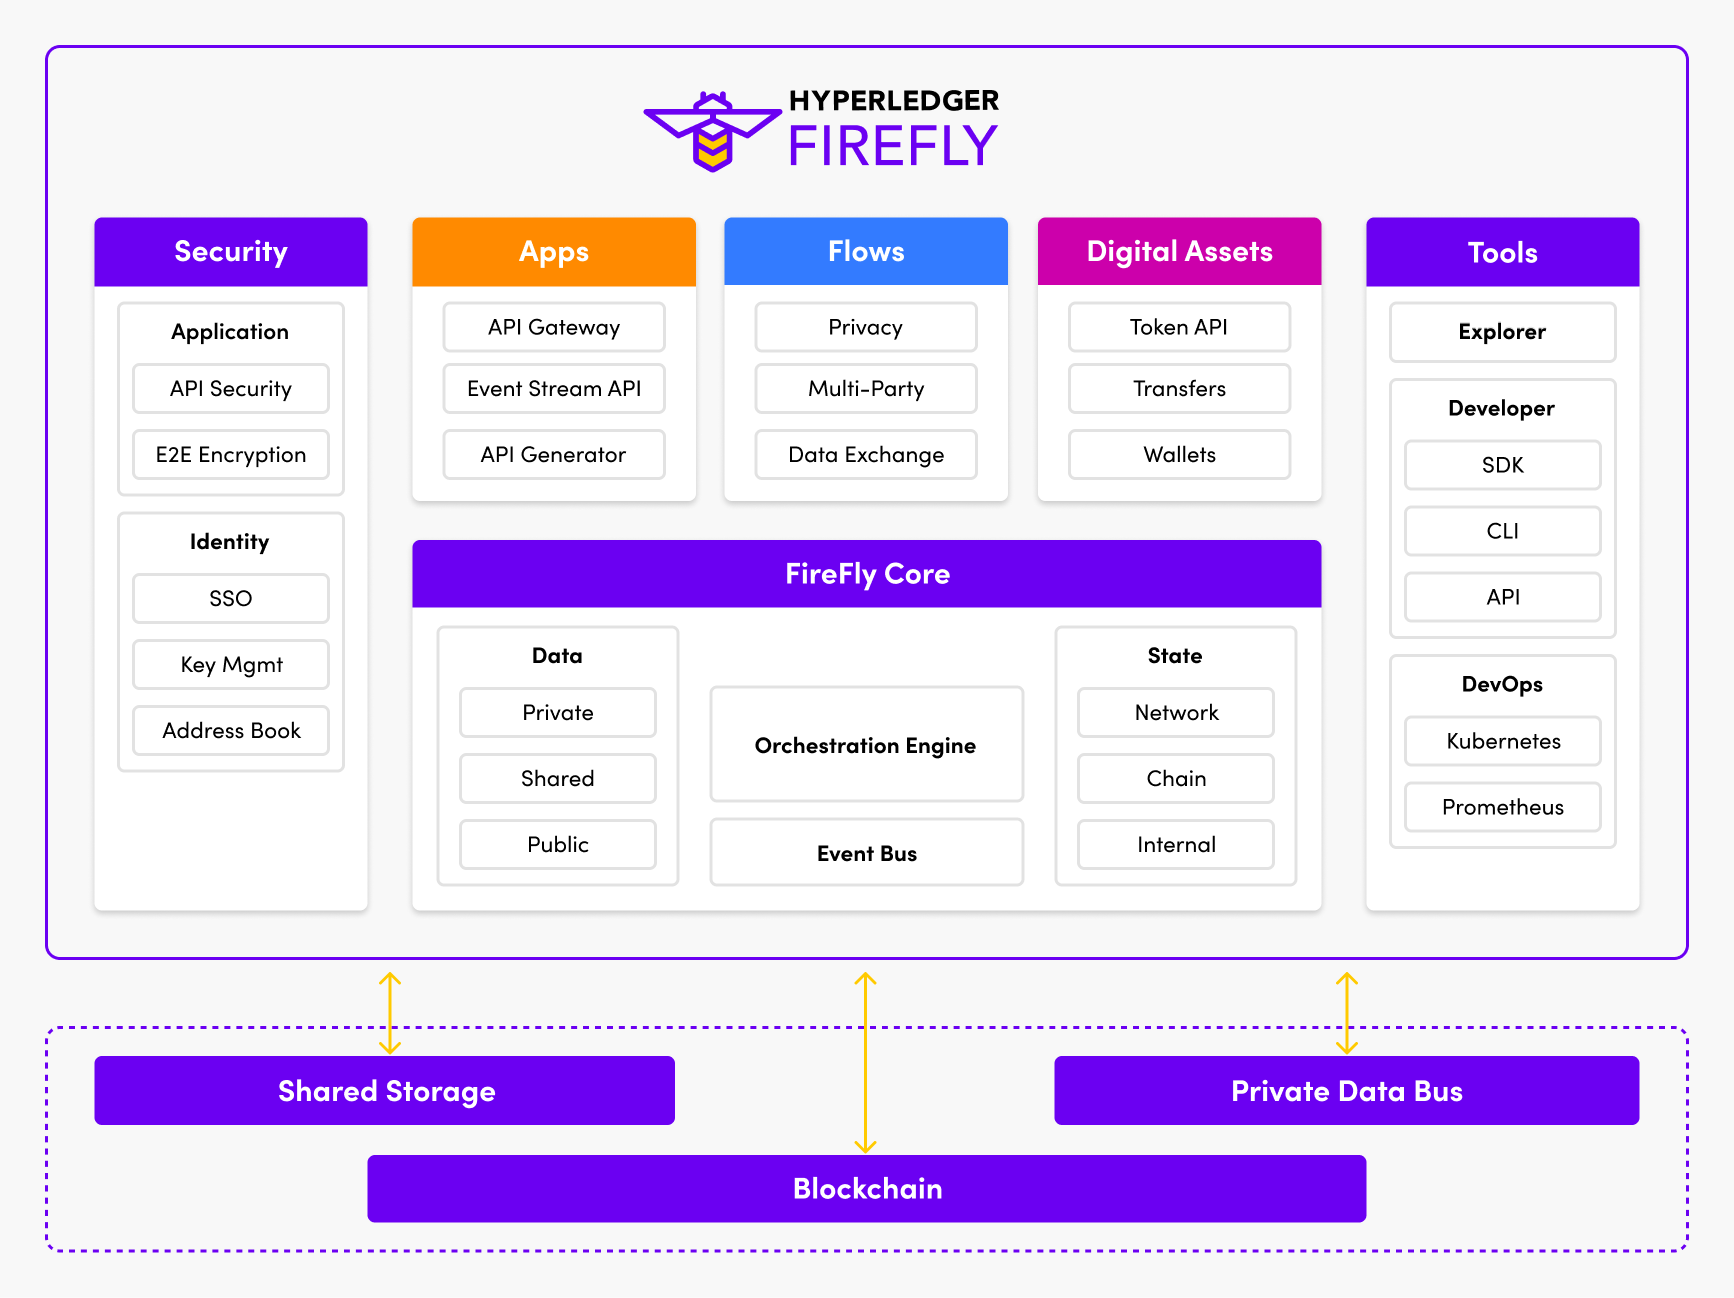 HYPERLEDGER
FIREFLY
Security
Application
API Security
E2E Encryption
Identity
SSO
Key Mgmt
Address Book
Apps
API Gateway
Event Stream API
API Generator
Flows
Privacy
Multi-Party
Data Exchange
Digital Assets
Token API
Transfers
Wallets
FireFly Core
Data
Private
Shared
Public
Orchestration Engine
Event Bus
State
Network
Chain
Internal
Tools
Explorer
Developer
SDK
CLI
API
DevOps
Kubernetes
Prometheus
Shared Storage
Private Data Bus
Blockchain